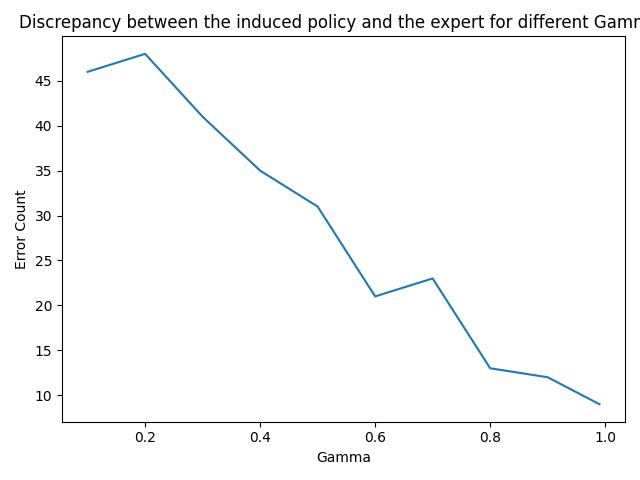 Discrepancy between the induced policy and the expert for different Gamm
45
40
35
30
25
20
15
10
Error Count
0.2 0.4 0.6 0.8 1.0
Gamma